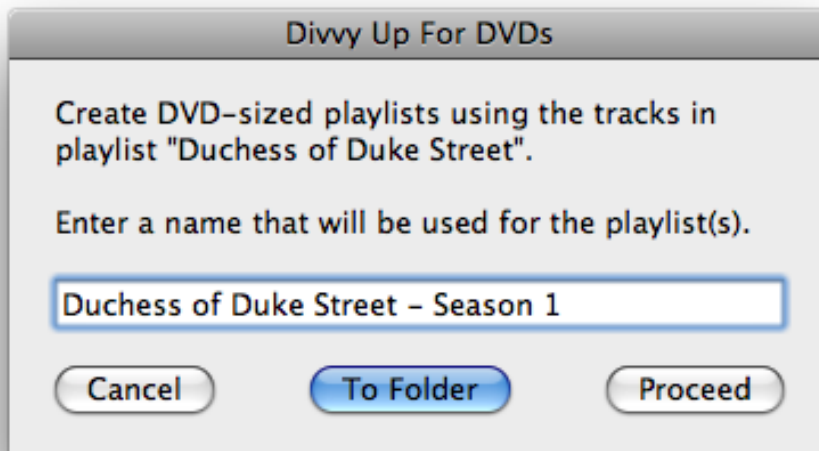 Divvy Up For DVDs
Create DVD-sized playlists using the tracks in
playlist "Duchess of Duke Street".
Enter a name that will be used for the playlist(s).
Duchess of Duke Street - Season 1
Cancel To Folder Proceed